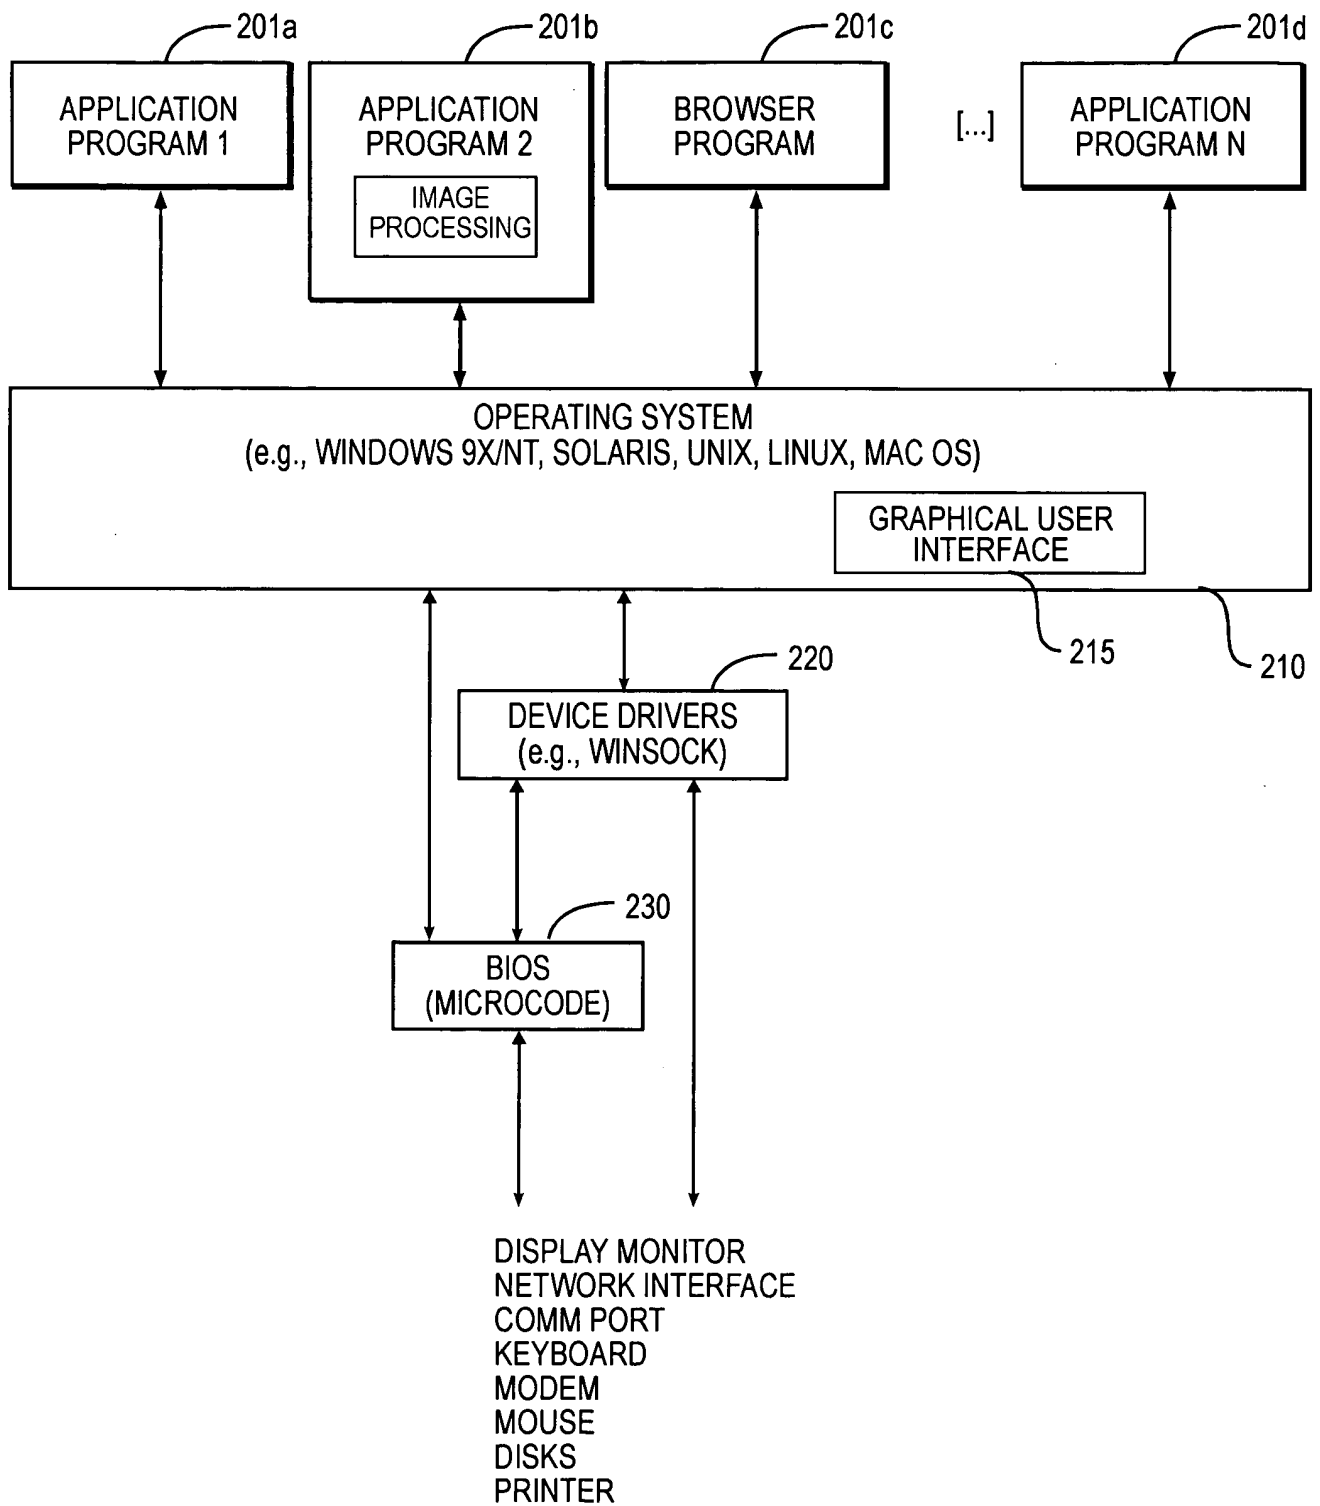 201a
201b
201c
201d
APPLICATION
PROGRAM 1
APPLICATION
PROGRAM 2
IMAGE
PROCESSING
BROWSER
PROGRAM
[...]
APPLICATION
PROGRAM N
OPERATING SYSTEM
(e.g., WINDOWS 9X/NT, SOLARIS, UNIX, LINUX, MAC OS)
GRAPHICAL USER
INTERFACE
215
210
220
DEVICE DRIVERS
(e.g., WINSOCK)
230
BIOS
(MICROCODE)
DISPLAY MONITOR
NETWORK INTERFACE
COMM PORT
KEYBOARD
MODEM
MOUSE
DISKS
PRINTER